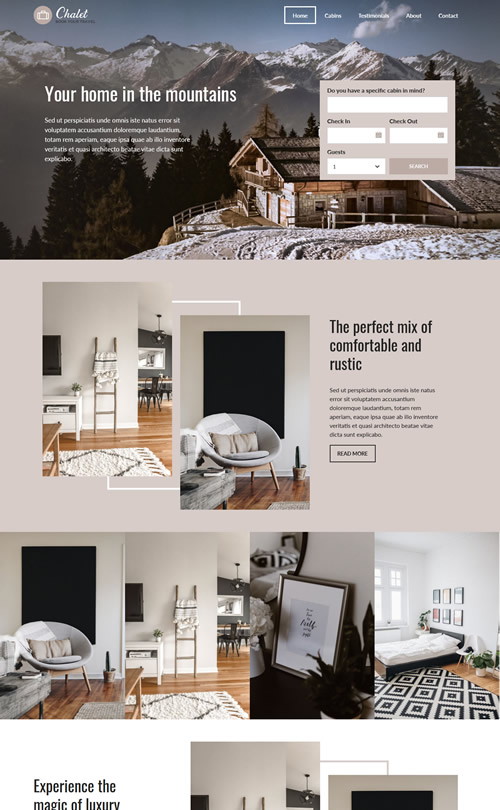 Chalet
Home
Cabins
Testimonials
About
Contact
Your home in the mountains
Sed ut perspiciatis unde omnis iste natus error sit
voluptatem accusantium doloremque laudantium,
totam rem aperiam, eaque ipsa quae ab illo inventore
veritatis et quasi architecto beatae vitae dicta sunt
explicabo.
Do you have a specific cabin in mind?
Check In
Check Out
Guests
1
SEARCH
The perfect mix of
comfortable and
rustic
Sed ut perspiciatis unde omnis iste natus
error sit voluptatem accusantium
doloremque laudantium, totam rem
aperiam, eaque ipsa quae ab illo inventore
veritatis et quasi architecto beatae vitae
dicta sunt explicabo.
READ MORE
Experience the
magic of luxury